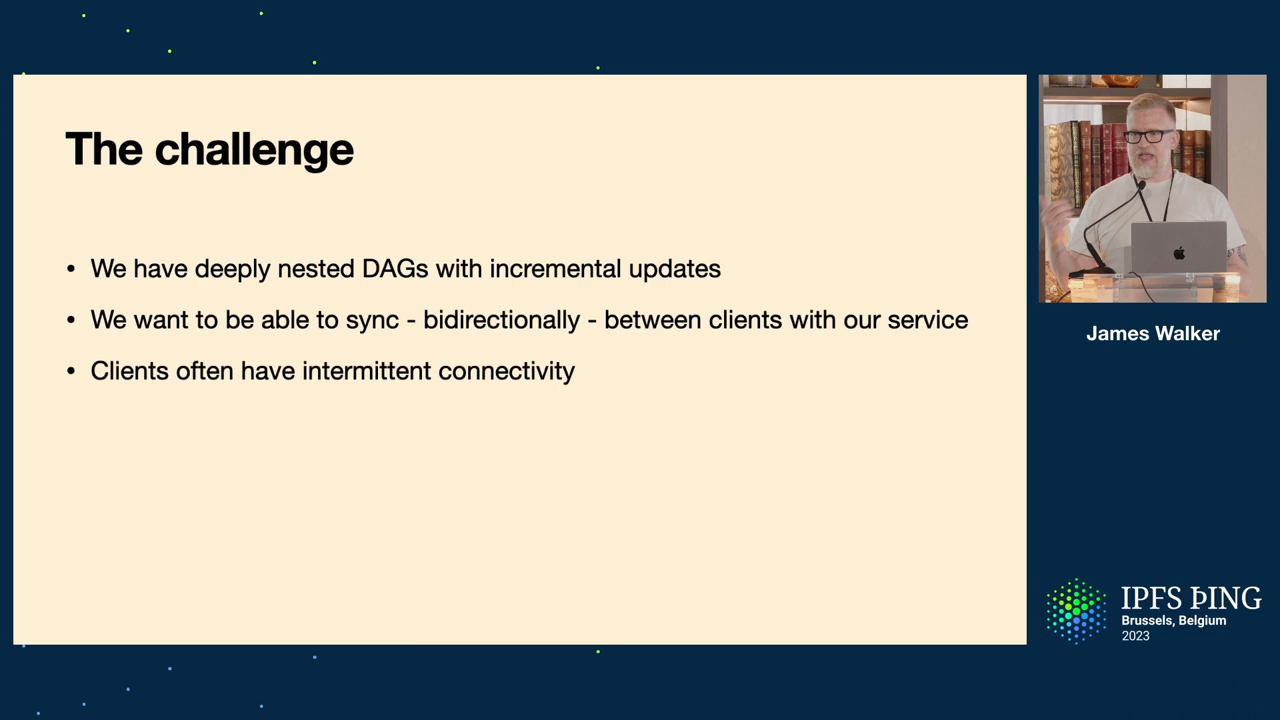 The challenge
• We have deeply nested DAGs with incremental updates
• We want to be able to sync - bidirectionally - between clients with our service
• Clients often have intermittent connectivity
James Walker
IPFS ÞING
Brussels, Belgium
2023